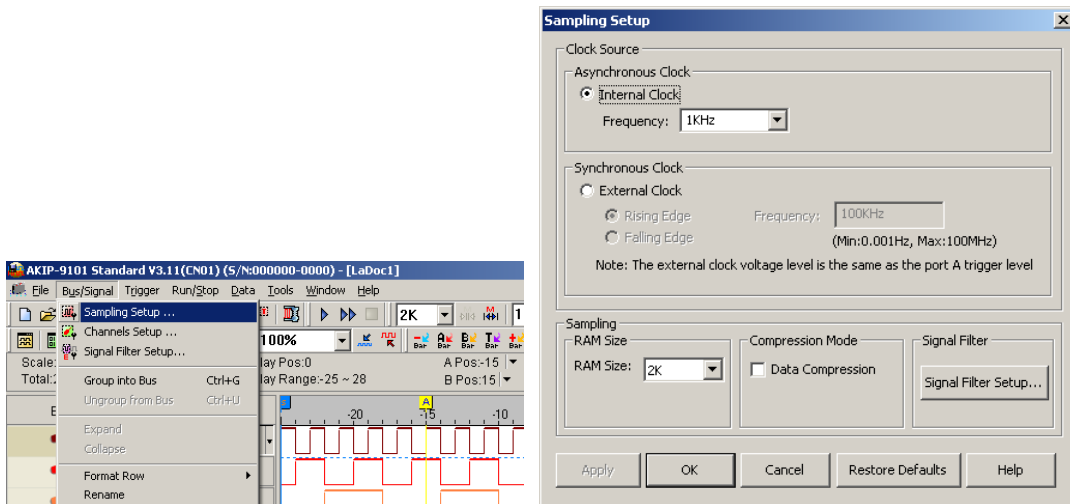 AKIP-9101 Standard V3.11(CN01) (S/N:000000-0000) - [LaDoc1]
File Bus/Signal Trigger Run/Stop Data Tools Window Help
Sampling Setup ...
Channels Setup ...
Signal Filter Setup...
Group into Bus Ctrl+G
Ungroup from Bus Ctrl+U
Expand
Collapse
Format Row
Rename
2K
100%
Bar Bar Bar Bar Bar
Scale:
lay Pos:0 A Pos:-15
Total:
lay Range:-25 ~ 28 B Pos:15
A
-20 -15 -10
Sampling Setup
Clock Source
Asynchronous Clock
Internal Clock
Frequency: 1KHz
Synchronous Clock
External Clock
Rising Edge Frequency: 100KHz
Falling Edge (Min:0.001Hz, Max:100MHz)
Note: The external clock voltage level is the same as the port A trigger level
Sampling
RAM Size Compression Mode Signal Filter
RAM Size: 2K Data Compression Signal Filter Setup...
Apply OK Cancel Restore Defaults Help